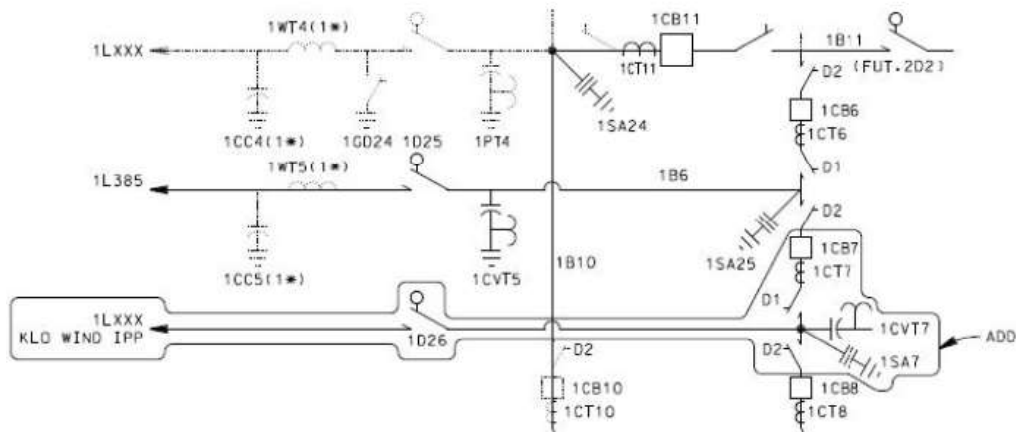 1WT4(1*)
1CB11
1LXXX
1B11
1CT11
(FUT.2D2)
D2
1CB6
1SA24
1CT6
1CC4(1*)
1GD24
1D25
1PT4
1WT5(1*)
D1
1L385
1B6
D2
1SA25
1CB7
1B10
1CT7
1CC5(1*)
1CVT5
D1
1LXXX
KLO WIND IPP
1D26
1CVT7
ADD
D2
D2
1SA7
1CB10
1CB8
1CT10
1CT8